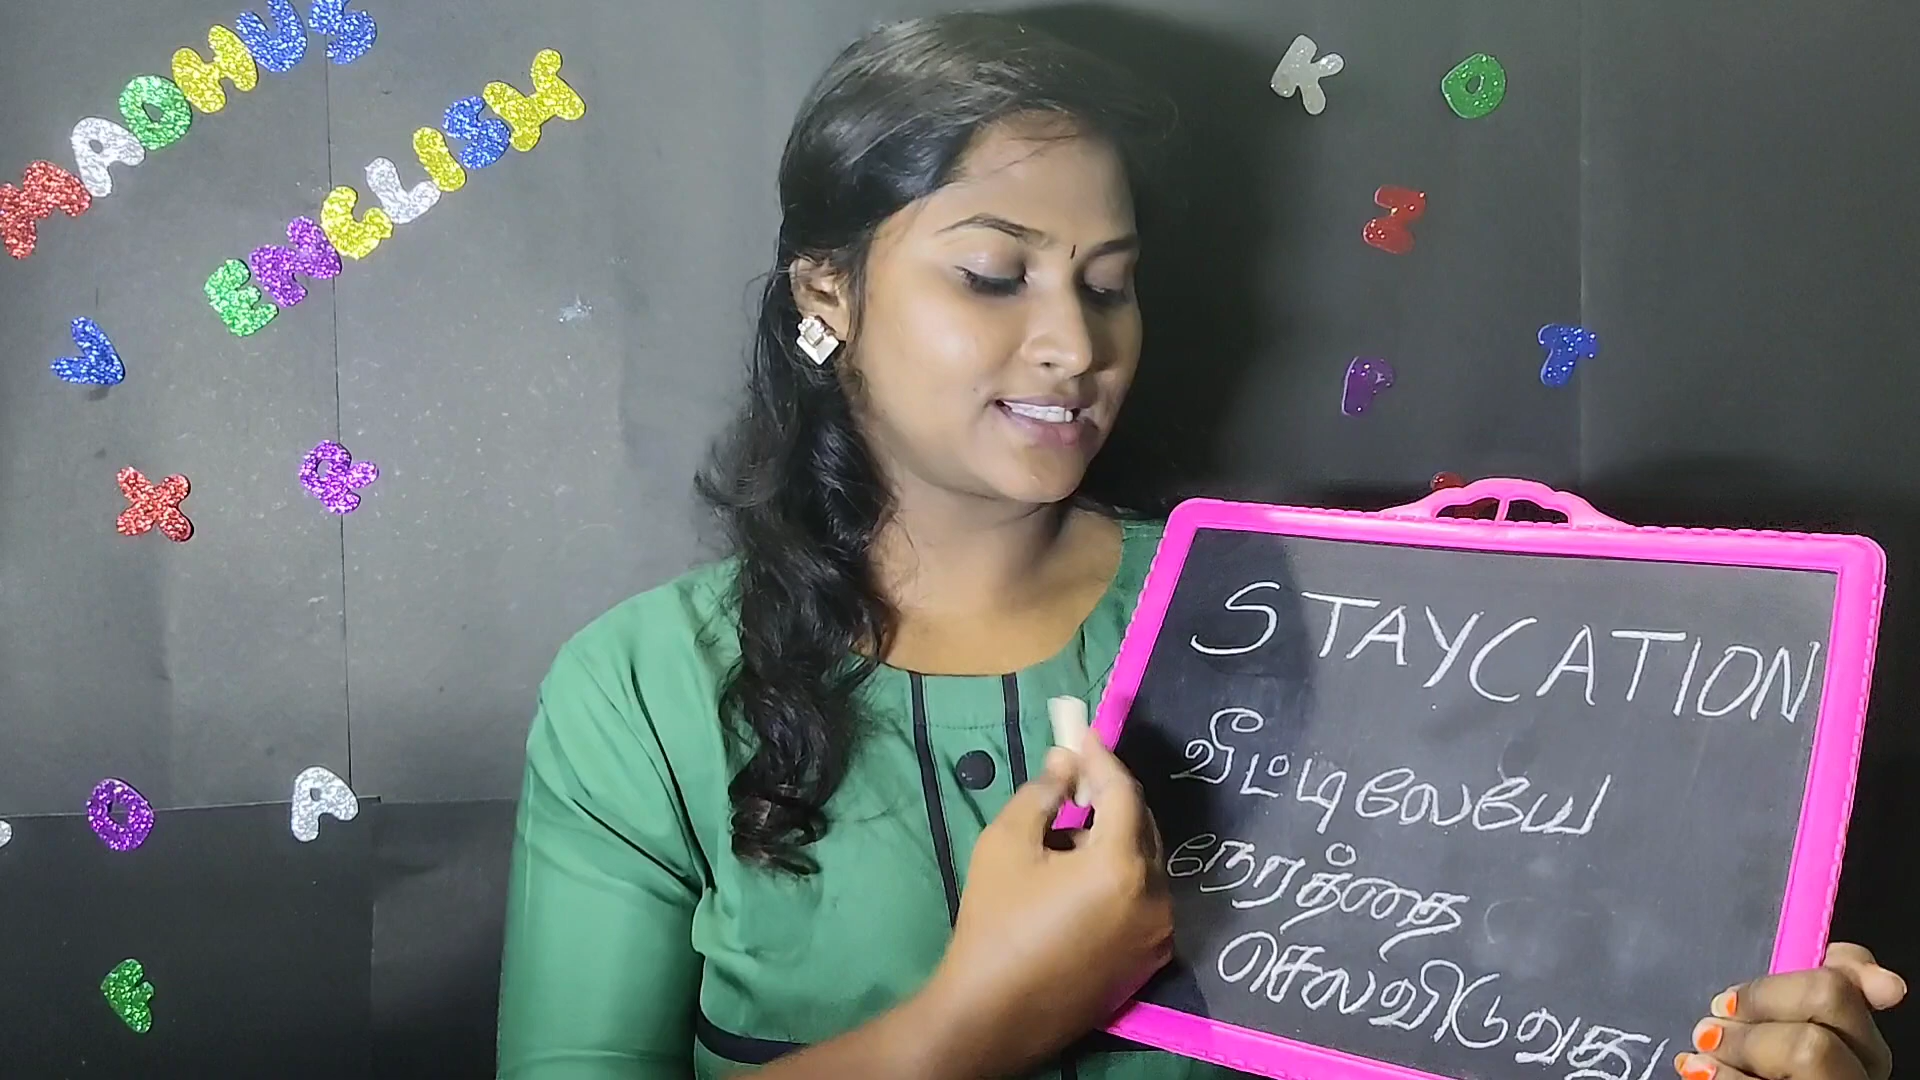 MADHU'S
ENGLISH
K O
Z
P T
V
X R
O A
F
STAYCATION
வீட்டிலேயே
நேரத்தை
செலவிடுவது